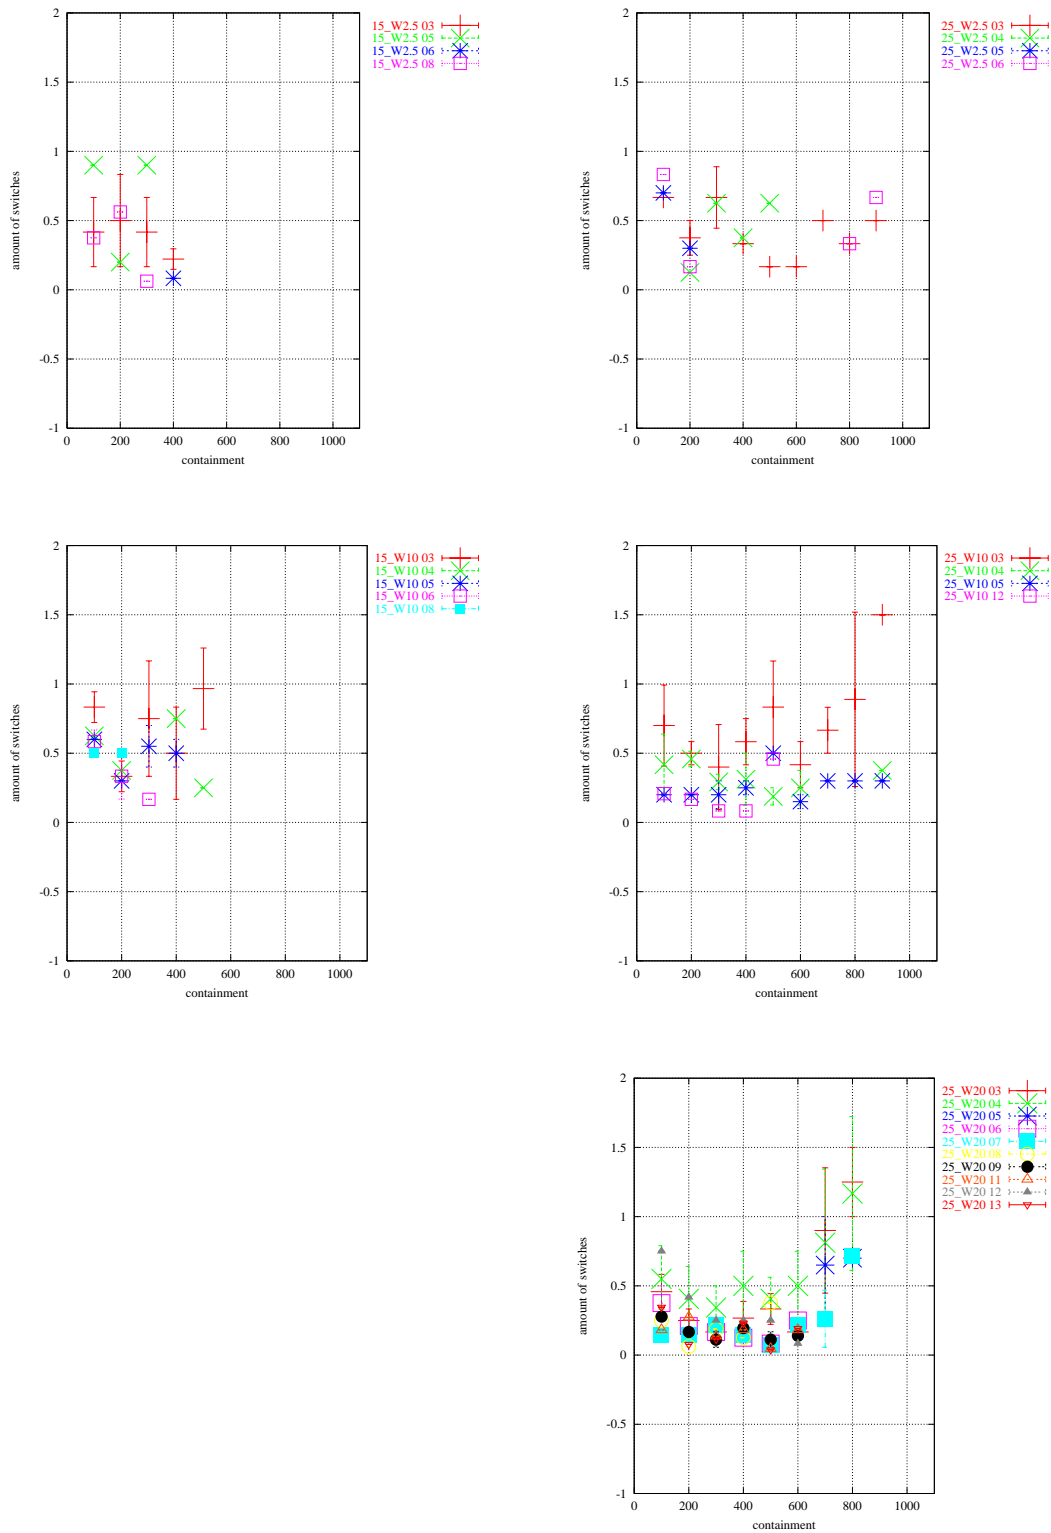 2
1.5
1
0.5
0
-0.5
-1
0
200
400
600
800
1000
amount of switches
containment
15_W2.5 03
15_W2.5 05
15_W2.5 06
15_W2.5 08
2
1.5
1
0.5
0
-0.5
-1
0
200
400
600
800
1000
amount of switches
containment
25_W2.5 03
25_W2.5 04
25_W2.5 05
25_W2.5 06
2
1.5
1
0.5
0
-0.5
-1
0
200
400
600
800
1000
amount of switches
containment
15_W10 03
15_W10 04
15_W10 05
15_W10 06
15_W10 08
2
1.5
1
0.5
0
-0.5
-1
0
200
400
600
800
1000
amount of switches
containment
25_W10 03
25_W10 04
25_W10 05
25_W10 12
2
1.5
1
0.5
0
-0.5
-1
0
200
400
600
800
1000
amount of switches
containment
25_W20 03
25_W20 04
25_W20 05
25_W20 06
25_W20 07
25_W20 08
25_W20 09
25_W20 11
25_W20 12
25_W20 13